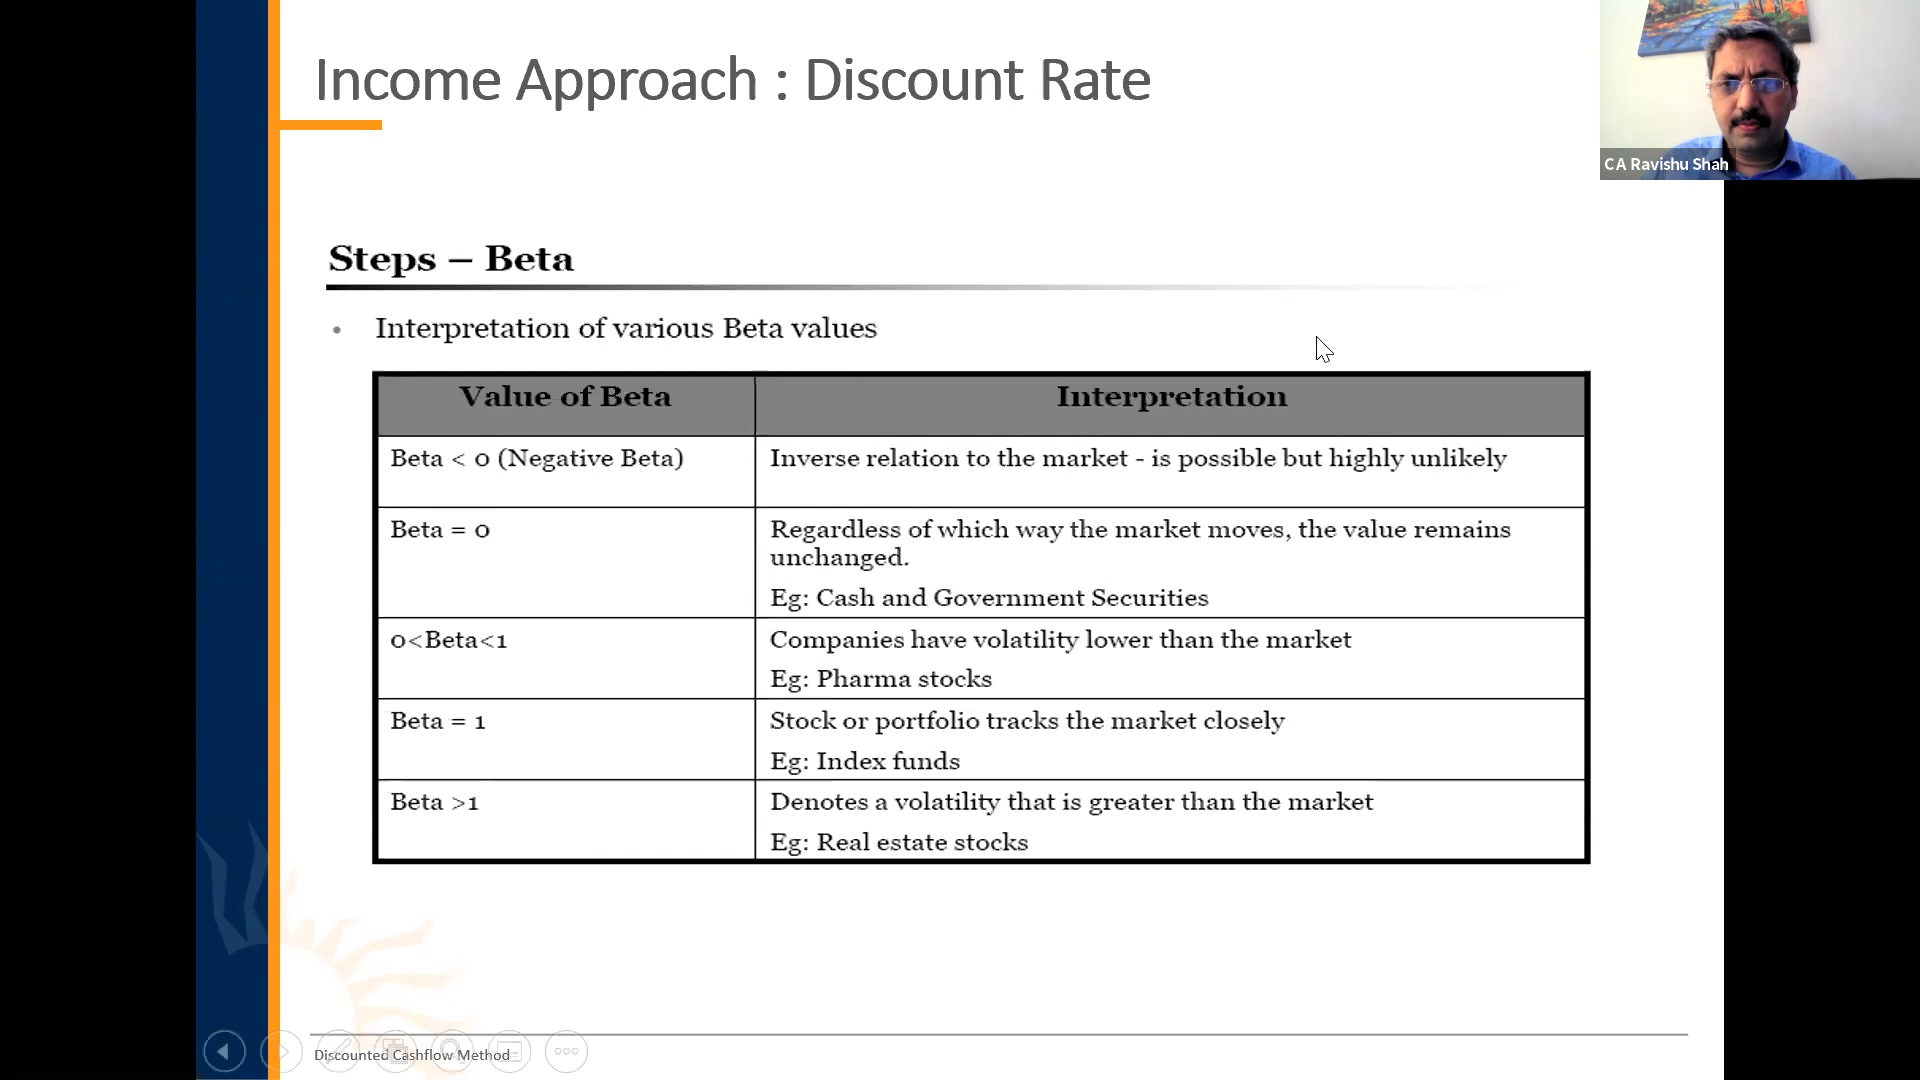 Income Approach : Discount Rate
CA Ravishu Shah
Steps – Beta
• Interpretation of various Beta values
Value of Beta
Interpretation
Beta < 0 (Negative Beta)
Inverse relation to the market - is possible but highly unlikely
Beta = 0
Regardless of which way the market moves, the value remains
unchanged.
Eg: Cash and Government Securities
0<Beta<1
Companies have volatility lower than the market
Eg: Pharma stocks
Beta = 1
Stock or portfolio tracks the market closely
Eg: Index funds
Beta >1
Denotes a volatility that is greater than the market
Eg: Real estate stocks
Discounted Cashflow Method